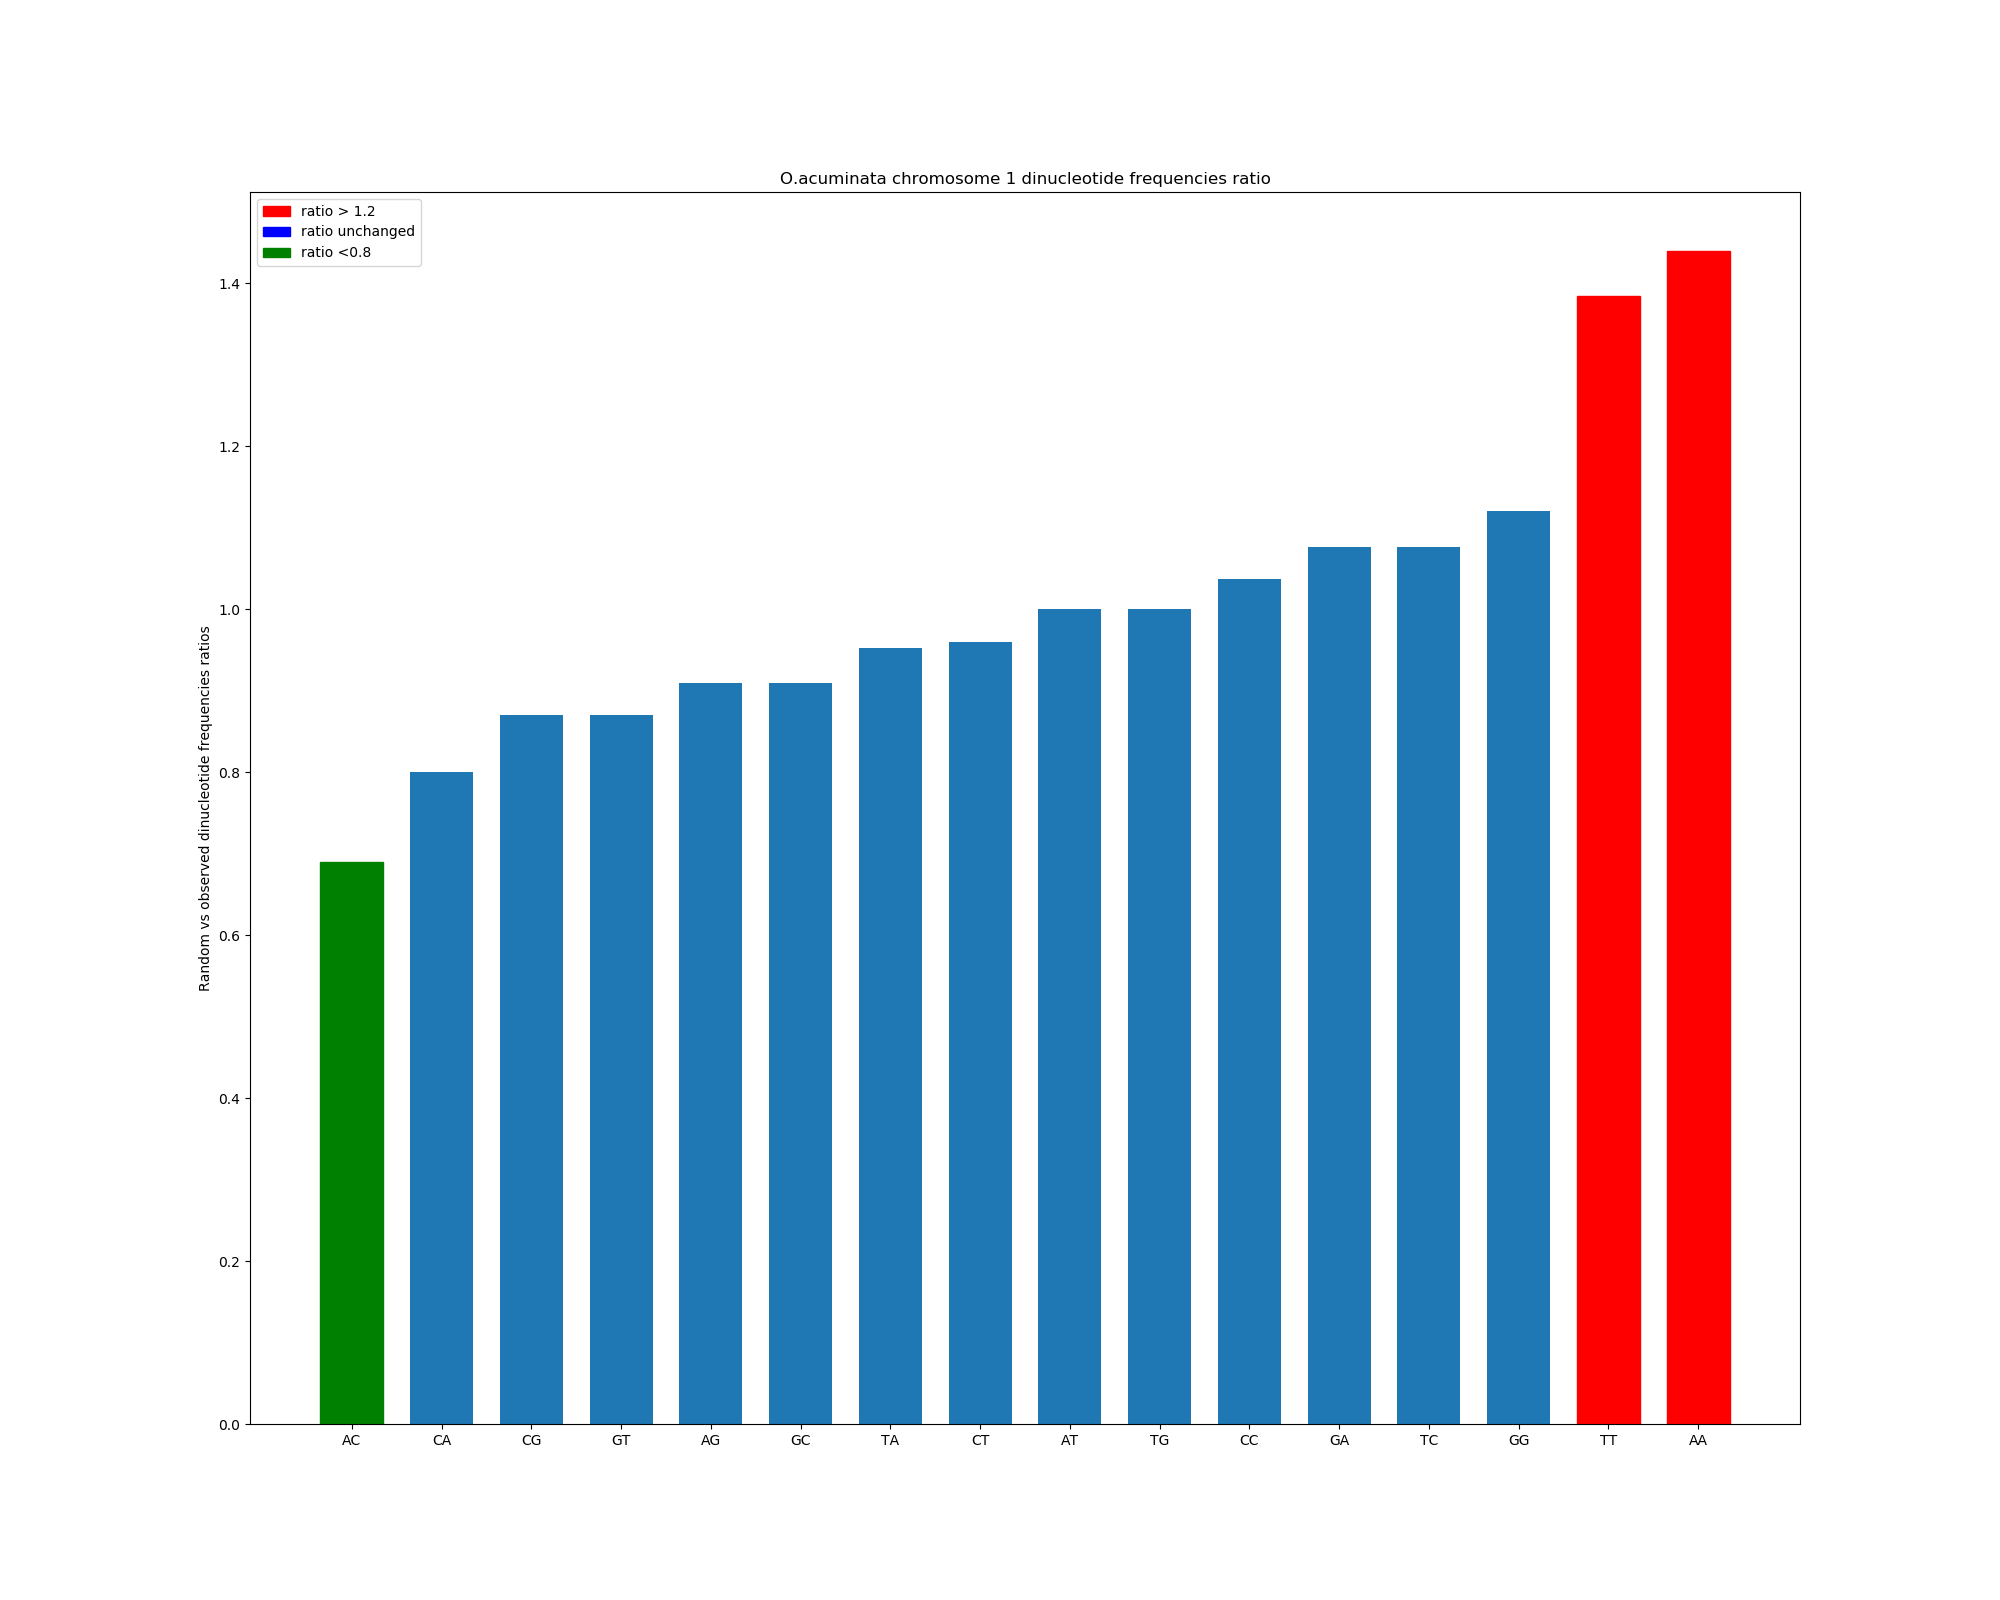 O.acuminata chromosome 1 dinucleotide frequencies ratio
ratio > 1.2
ratio unchanged
ratio <0.8
Random vs observed dinucleotide frequencies ratios
1.4
1.2
1.0
0.8
0.6
0.4
0.2
0.0
AC CA CG GT AG GC TA CT AT TG CC GA TC GG TT AA